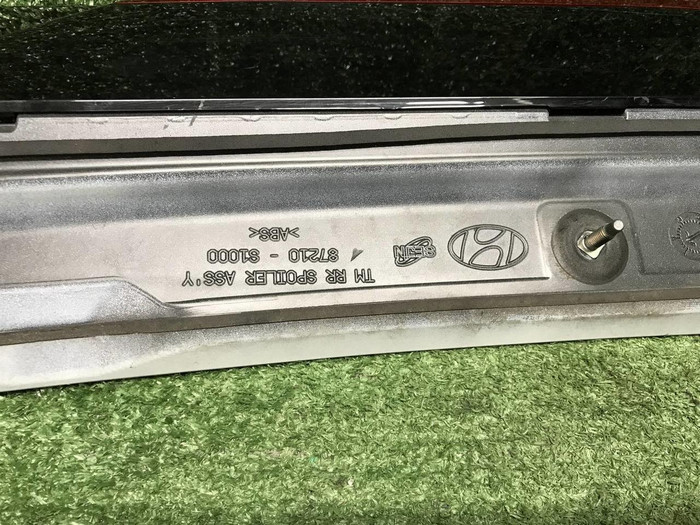 TM RR SPOILER ASS'Y
87210 - S1000
>ABS<